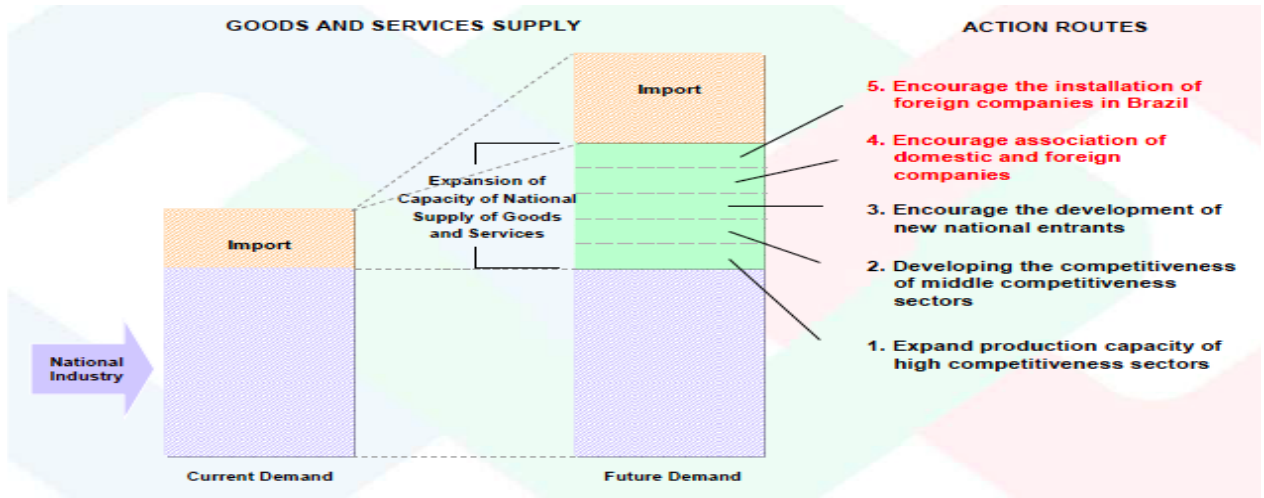 GOODS AND SERVICES SUPPLY
ACTION ROUTES
Import
5. Encourage the installation of
foreign companies in Brazil
4. Encourage association of
domestic and foreign
companies
Expansion of
Capacity of National
Supply of Goods
and Services
3. Encourage the development of
new national entrants
Import
2. Developing the competitiveness
of middle competitiveness
sectors
1. Expand production capacity of
high competitiveness sectors
National
Industry
Current Demand
Future Demand